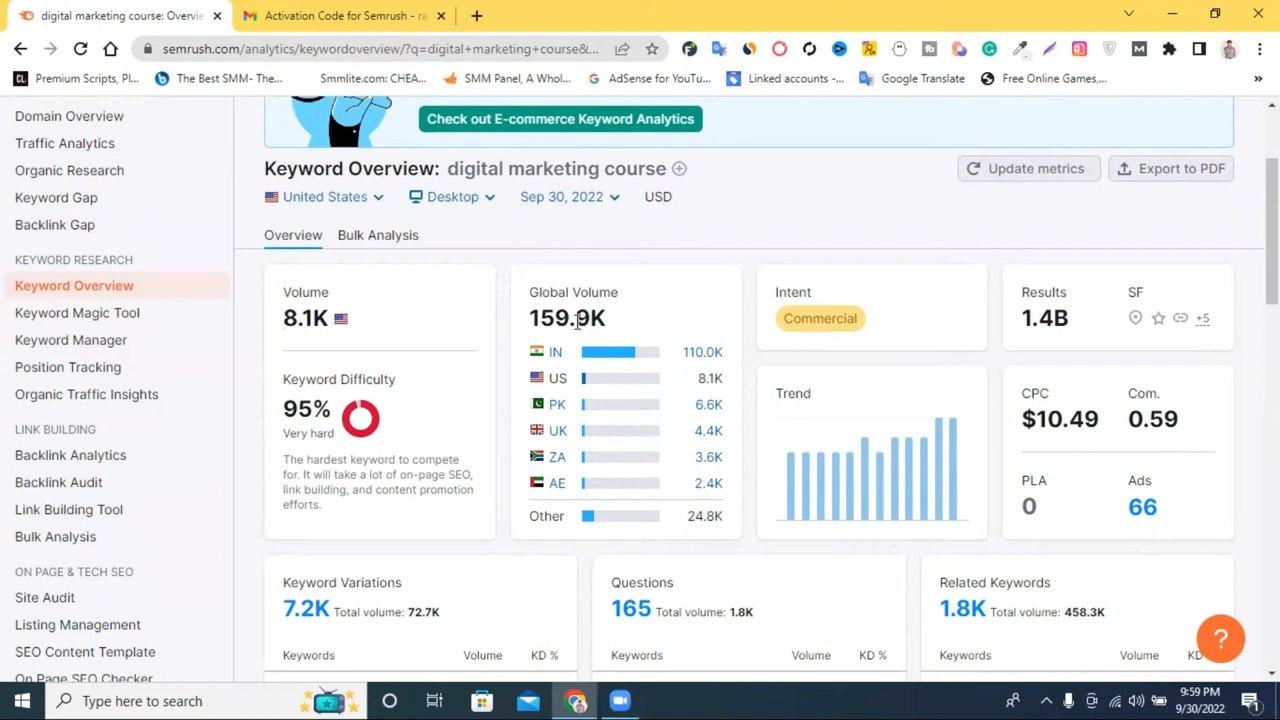 digital marketing course: Overvie
Activation Code for Semrush - ra
semrush.com/analytics/keywordoverview/?q=digital+marketing+course&...
Premium Scripts, Pl...
The Best SMM- The...
Smmlite.com: CHEA...
SMM Panel, A Whol...
AdSense for YouTu...
Linked accounts -...
Google Translate
Free Online Games,...
Domain Overview
Traffic Analytics
Organic Research
Keyword Gap
Backlink Gap
KEYWORD RESEARCH
Keyword Overview
Keyword Magic Tool
Keyword Manager
Position Tracking
Organic Traffic Insights
LINK BUILDING
Backlink Analytics
Backlink Audit
Link Building Tool
Bulk Analysis
ON PAGE & TECH SEO
Site Audit
Listing Management
SEO Content Template
On Page SEO Checker
Check out E-commerce Keyword Analytics
Keyword Overview: digital marketing course
Update metrics
Export to PDF
United States
Desktop
Sep 30, 2022
USD
Overview
Bulk Analysis
Volume
8.1K
Keyword Difficulty
95%
Very hard
The hardest keyword to compete
for. It will take a lot of on-page SEO,
link building, and content promotion
efforts.
Global Volume
159.9K
IN 110.0K
US 8.1K
PK 6.6K
UK 4.4K
ZA 3.6K
AE 2.4K
Other 24.8K
Intent
Commercial
Trend
Results
1.4B
SF
+5
CPC
$10.49
Com.
0.59
PLA
0
Ads
66
Keyword Variations
7.2K Total volume: 72.7K
Keywords Volume KD %
Questions
165 Total volume: 1.8K
Keywords Volume KD %
Related Keywords
1.8K Total volume: 458.3K
Keywords Volume
?
Type here to search
9:59 PM
9/30/2022